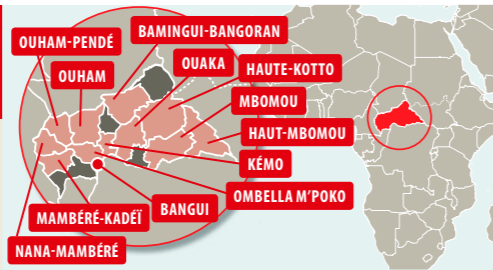 BAMINGUI-BANGORAN
OUHAM-PENDÉ
OUAKA
OUHAM
HAUTE-KOTTO
MBOMOU
HAUT-MBOMOU
KÉMO
OMBELLA M'POKO
BANGUI
MAMBÉRÉ-KADÉÏ
NANA-MAMBÉRÉ